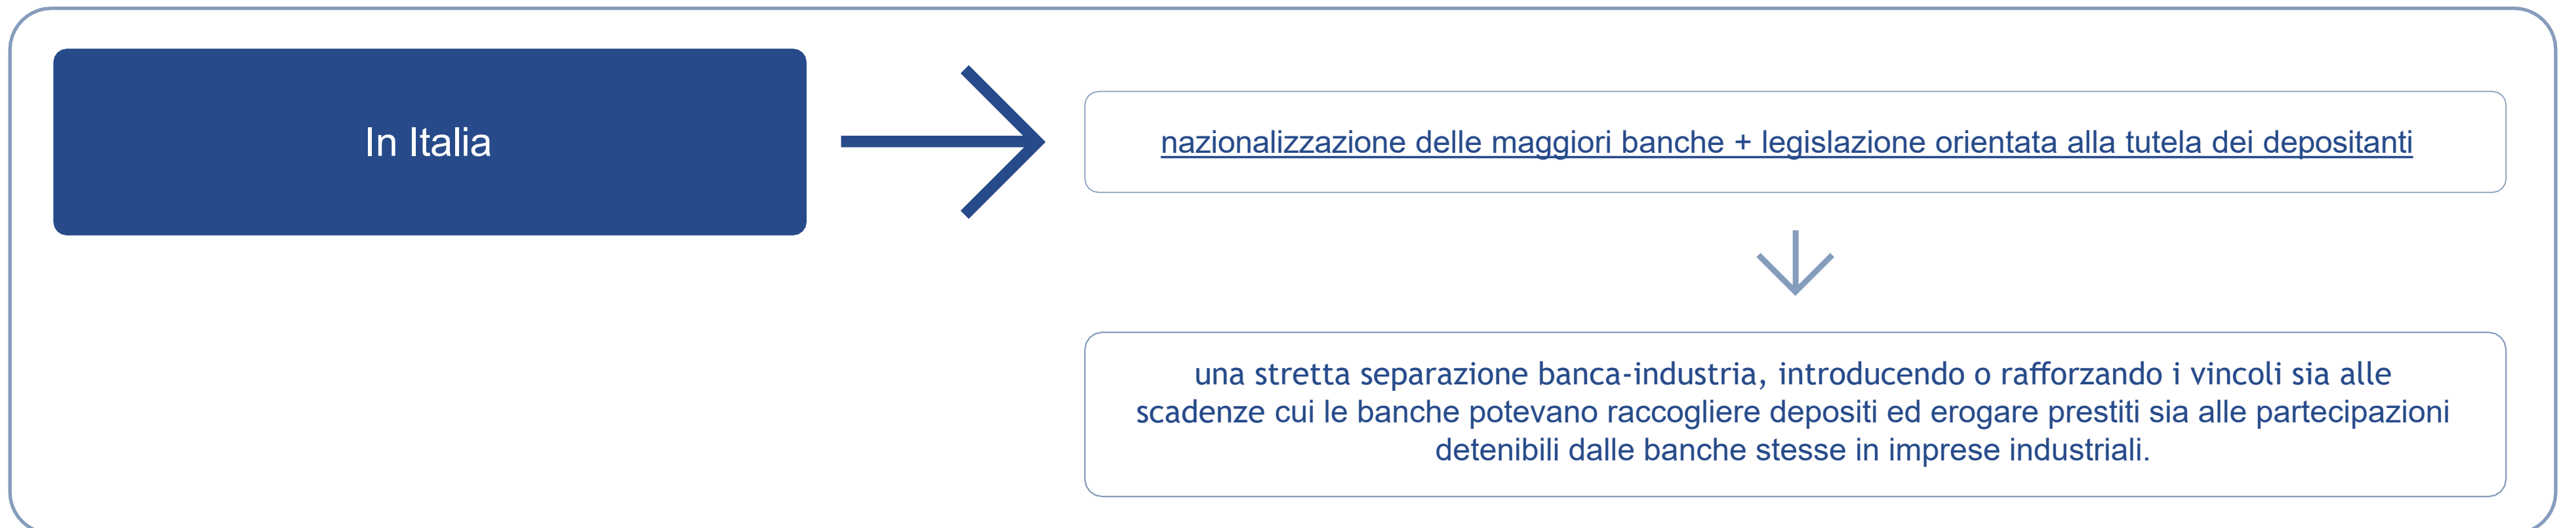 In Italia
nazionalizzazione delle maggiori banche + legislazione orientata alla tutela dei depositanti
una stretta separazione banca-industria, introducendo o rafforzando i vincoli sia alle
scadenze cui le banche potevano raccogliere depositi ed erogare prestiti sia alle partecipazioni
detenibili dalle banche stesse in imprese industriali.